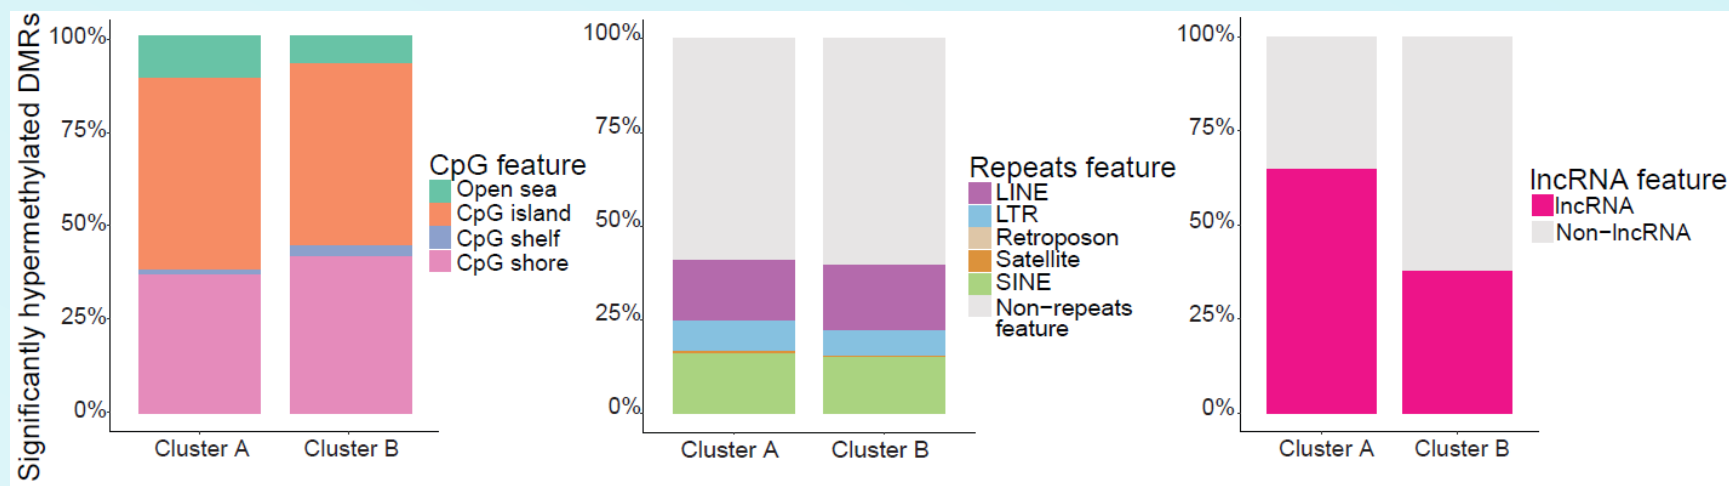 Significantly hypermethylated DMRs
100%
75%
50%
25%
0%
Cluster A
Cluster B
CpG feature
Open sea
CpG island
CpG shelf
CpG shore
100%
75%
50%
25%
0%
Cluster A
Cluster B
Repeats feature
LINE
LTR
Retroposon
Satellite
SINE
Non−repeats
feature
100%
75%
50%
25%
0%
Cluster A
Cluster B
lncRNA feature
lncRNA
Non−lncRNA